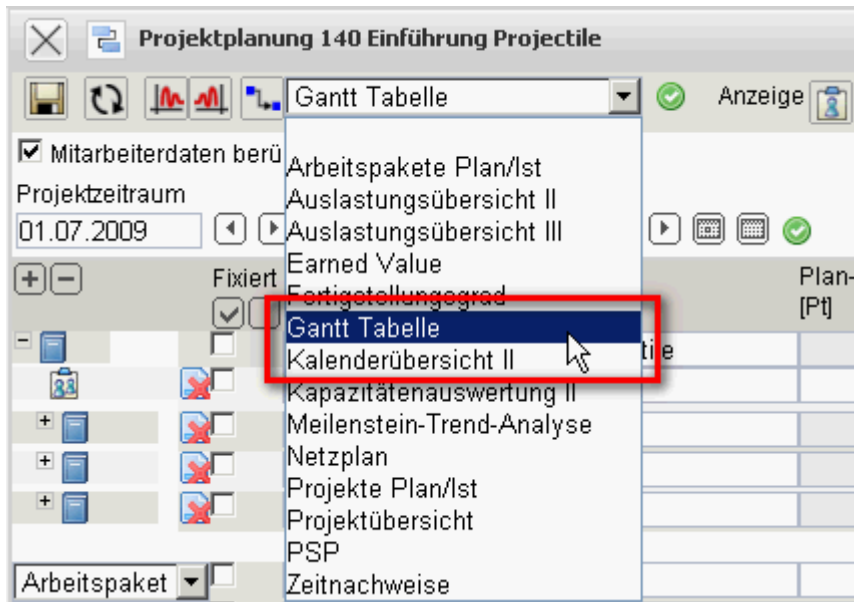 Projektplanung 140 Einführung Projectile
Gantt Tabelle
Anzeige
Mitarbeiterdaten berü
Projektzeitraum
01.07.2009
Fixiert
Plan-
[Pt]
Arbeitspakete Plan/Ist
Auslastungsübersicht II
Auslastungsübersicht III
Earned Value
Fertigstellungsgrad
Gantt Tabelle
Kalenderübersicht II
Kapazitätenauswertung II
Meilenstein-Trend-Analyse
Netzplan
Projekte Plan/Ist
Projektübersicht
PSP
Zeitnachweise
tile
Arbeitspaket